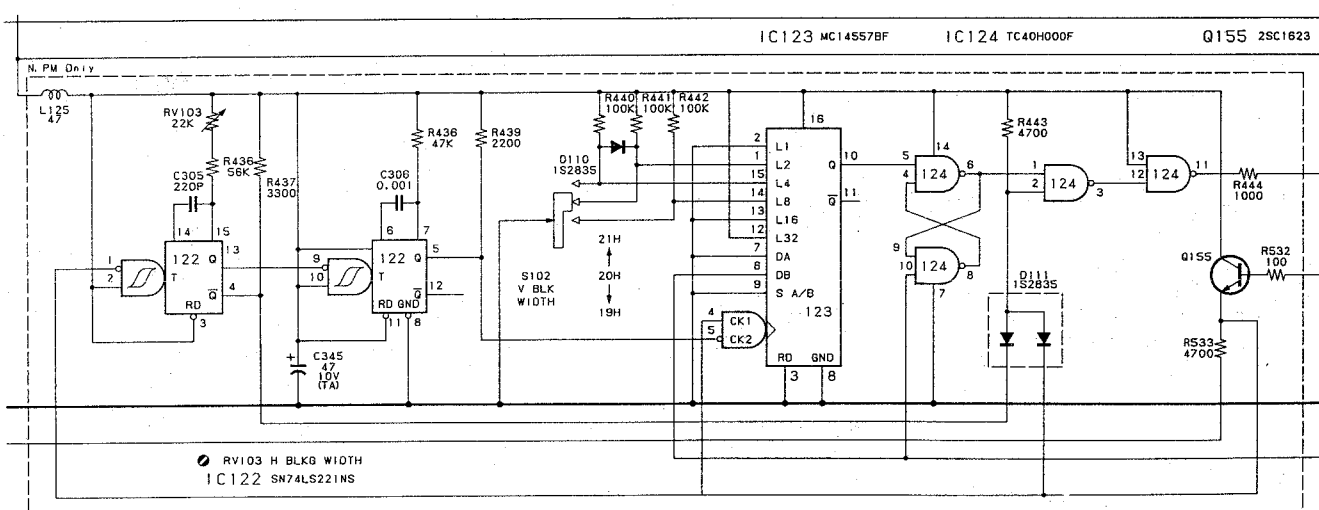 IC123 MC14557BF IC124 TC40H000F Q155 2SC1623
N. PM Only
L125
47
RV103
22K
R436
56K
C305
220P
R437
3300
14 15
1
2
122
T
Q
Q
RD
13
4
3
R436
47K
R439
2200
C306
0.001
6 7
9
10
122
T
Q
Q
RD GND
5
12
11 8
C345
47
10V
(TA)
+
D110
1S2835
R440
100K
R441
100K
R442
100K
S102
V BLK
WIDTH
21H
20H
19H
16
2 L1
1 L2
15 L4
14 L8
13 L16
12 L32
7 DA
8 DB
9 S A/B
123
4 CK1
5 CK2
Q 10
Q 11
RD GND
3 8
14
5
4
124
6
9
10
124
8
7
R443
4700
1
2
124
3
13
12
124
11
R444
1000
D111
1S2835
Q155
R532
100
R533
4700
RV103 H BLKG WIDTH
IC122 SN74LS221NS